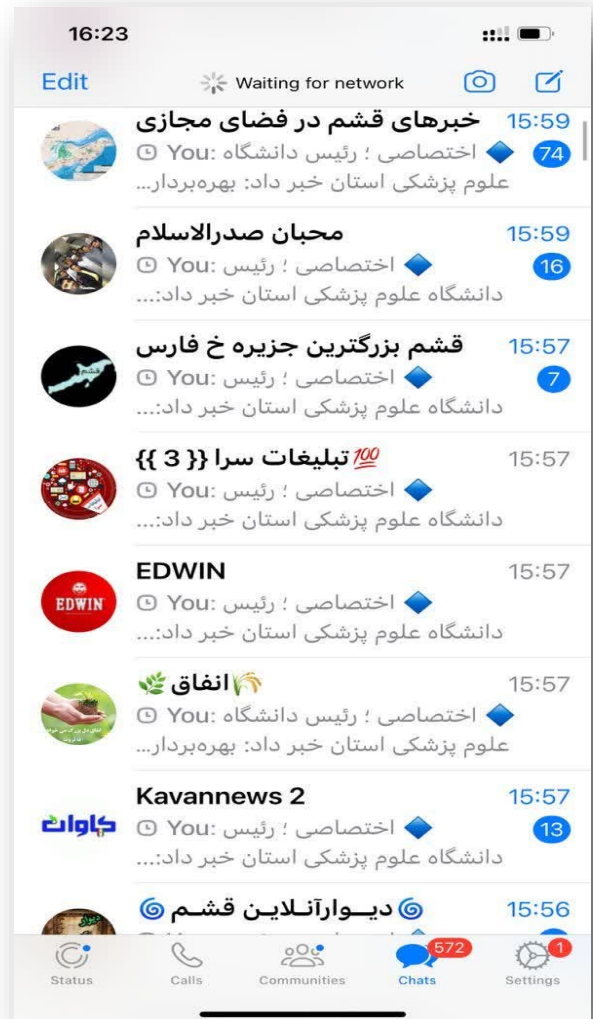 16:23
Edit
Waiting for network
خبرهای قشم در فضای مجازی
15:59
You: اختصاصی ؛ رئیس دانشگاه
74
علوم پزشکی استان خبر داد: بهره‌بردار...
محبان صدرالاسلام
15:59
You: اختصاصی ؛ رئیس
16
دانشگاه علوم پزشکی استان خبر داد:...
قشم بزرگترین جزیره خ فارس
15:57
قشم
You: اختصاصی ؛ رئیس
7
دانشگاه علوم پزشکی استان خبر داد:...
💯تبلیغات سرا {{ 3 }}
15:57
You: اختصاصی ؛ رئیس
دانشگاه علوم پزشکی استان خبر داد:...
EDWIN
15:57
EDWIN
You: اختصاصی ؛ رئیس
دانشگاه علوم پزشکی استان خبر داد:...
🌾انفاق🌿
15:57
You: اختصاصی ؛ رئیس دانشگاه
علوم پزشکی استان خبر داد: بهره‌بردار...
Kavannews 2
15:57
کاوان
You: اختصاصی ؛ رئیس
13
دانشگاه علوم پزشکی استان خبر داد:...
🌀دیــوارآنـلایـن قشـم🌀
15:56
572
1
Status
Calls
Communities
Chats
Settings